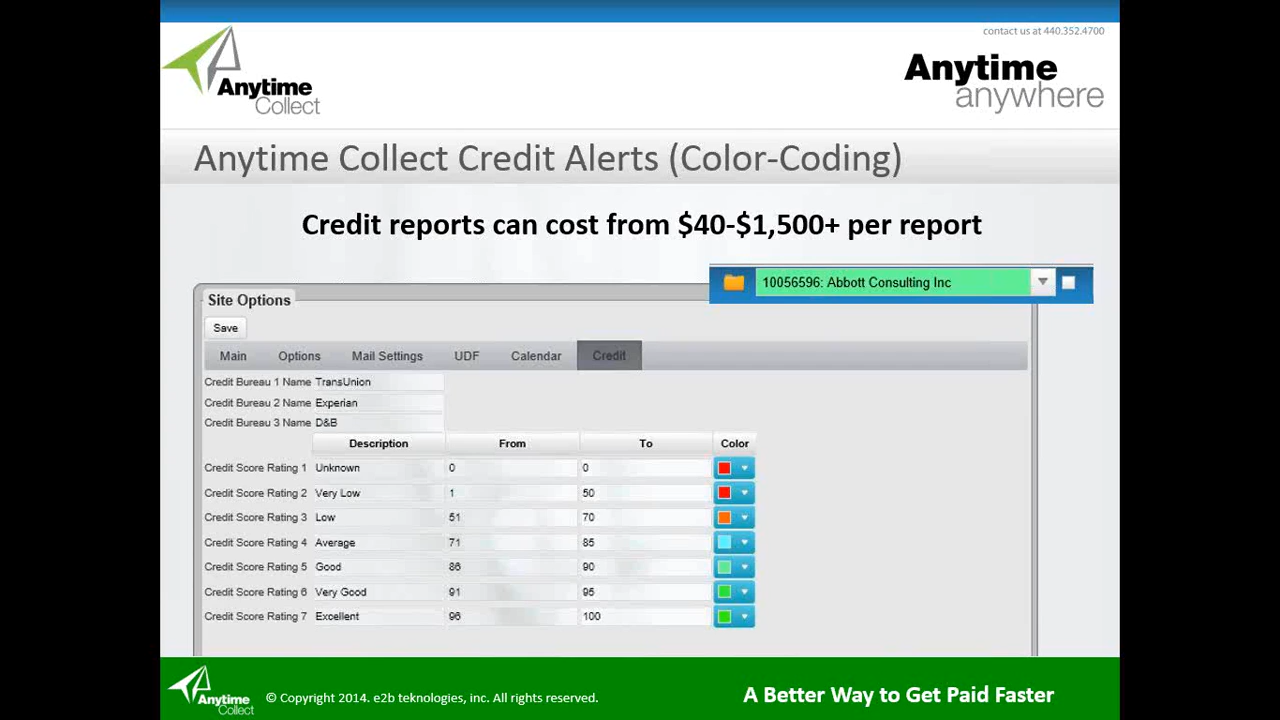 contact us at 440.352.4700
Anytime
Collect
Anytime
anywhere
Anytime Collect Credit Alerts (Color-Coding)
Credit reports can cost from $40-$1,500+ per report
10056596: Abbott Consulting Inc
Site Options
Save
Main Options Mail Settings UDF Calendar Credit
Credit Bureau 1 Name TransUnion
Credit Bureau 2 Name Experian
Credit Bureau 3 Name D&B
Description From To Color
Credit Score Rating 1 Unknown 0 0
Credit Score Rating 2 Very Low 1 50
Credit Score Rating 3 Low 51 70
Credit Score Rating 4 Average 71 85
Credit Score Rating 5 Good 86 90
Credit Score Rating 6 Very Good 91 95
Credit Score Rating 7 Excellent 96 100
Anytime
Collect
© Copyright 2014. e2b teknologies, inc. All rights reserved.
A Better Way to Get Paid Faster